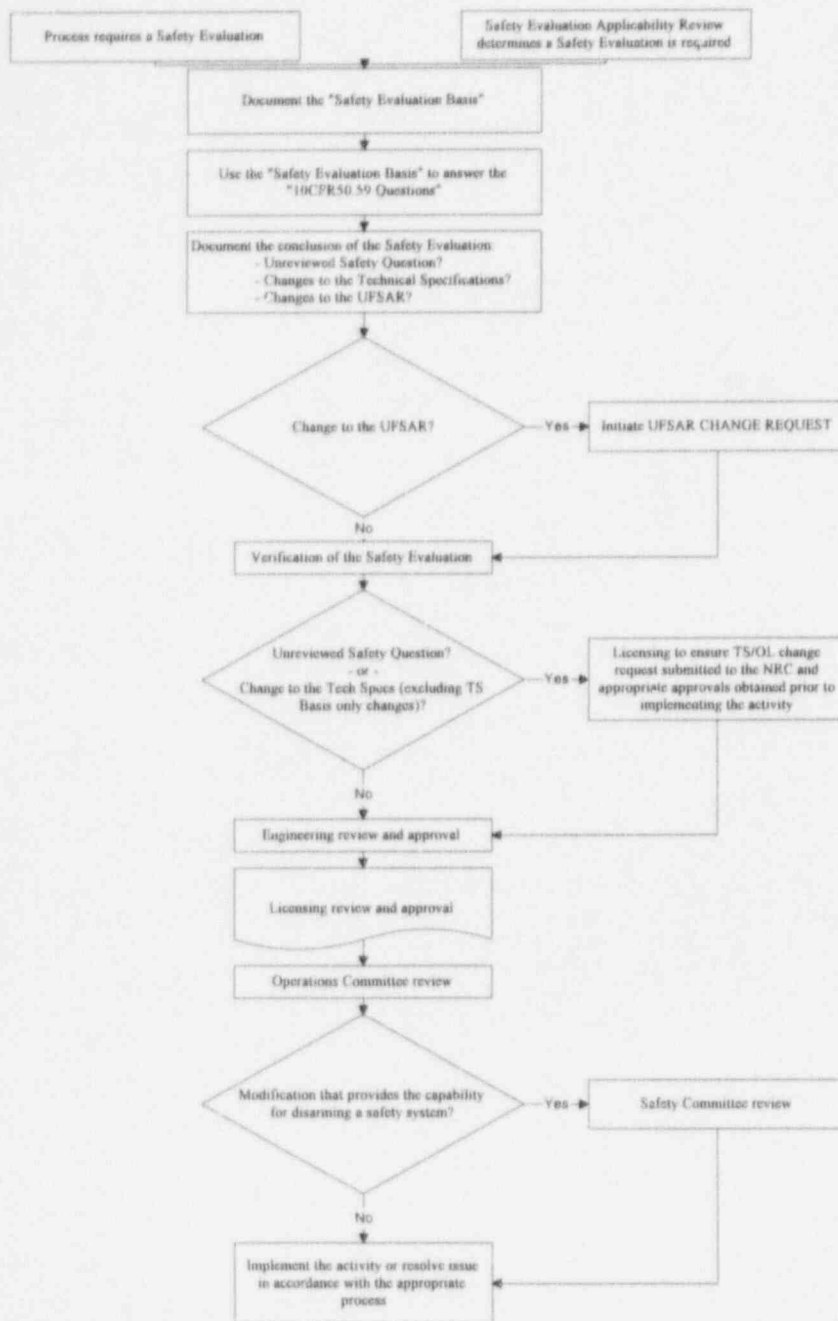 Process requires a Safety Evaluation
Safety Evaluation Applicability Review
determines a Safety Evaluation is required
Document the "Safety Evaluation Basis"
Use the "Safety Evaluation Basis" to answer the
"10CFR50.59 Questions"
Document the conclusion of the Safety Evaluation
- Unreviewed Safety Question?
- Changes to the Technical Specifications?
- Changes to the UFSAR?
Change to the UFSAR?
Yes
Initiate UFSAR CHANGE REQUEST
No
Verification of the Safety Evaluation
Unreviewed Safety Question?
- or -
Change to the Tech Specs (excluding TS
Basis only changes)?
Yes
Licensing to ensure TS/OL change
request submitted to the NRC and
appropriate approvals obtained prior to
implementing the activity
No
Engineering review and approval
Licensing review and approval
Operations Committee review
Modification that provides the capability
for disarming a safety system?
Yes
Safety Committee review
No
Implement the activity or resolve issue
in accordance with the appropriate
process